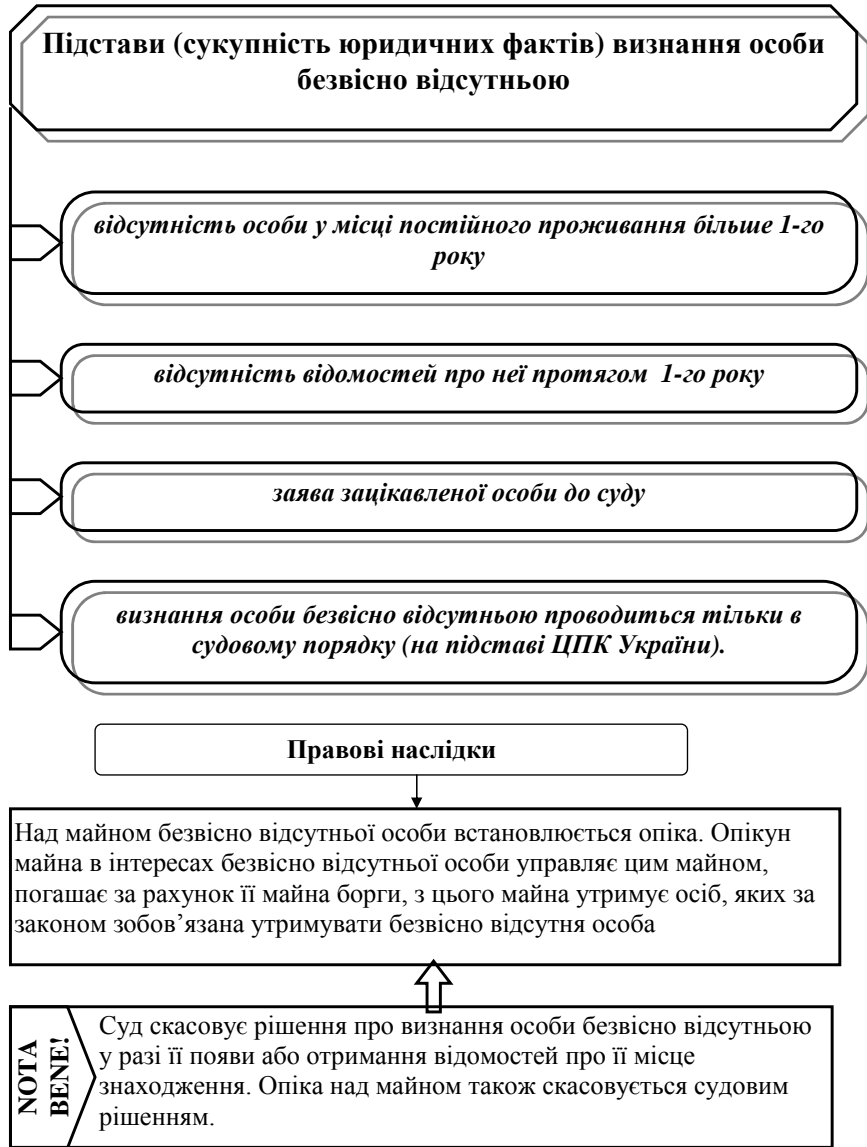 Підстави (сукупність юридичних фактів) визнання особи
безвісно відсутньою
відсутність особи у місці постійного проживання більше 1-го
року
відсутність відомостей про неї протягом 1-го року
заява зацікавленої особи до суду
визнання особи безвісно відсутньою проводиться тільки в
судовому порядку (на підставі ЦПК України).
Правові наслідки
Над майном безвісно відсутньої особи встановлюється опіка. Опікун
майна в інтересах безвісно відсутньої особи управляє цим майном,
погашає за рахунок її майна борги, з цього майна утримує осіб, яких за
законом зобов’язана утримувати безвісно відсутня особа
NOTA
BENE!
Суд скасовує рішення про визнання особи безвісно відсутньою
у разі її появи або отримання відомостей про її місце
знаходження. Опіка над майном також скасовується судовим
рішенням.